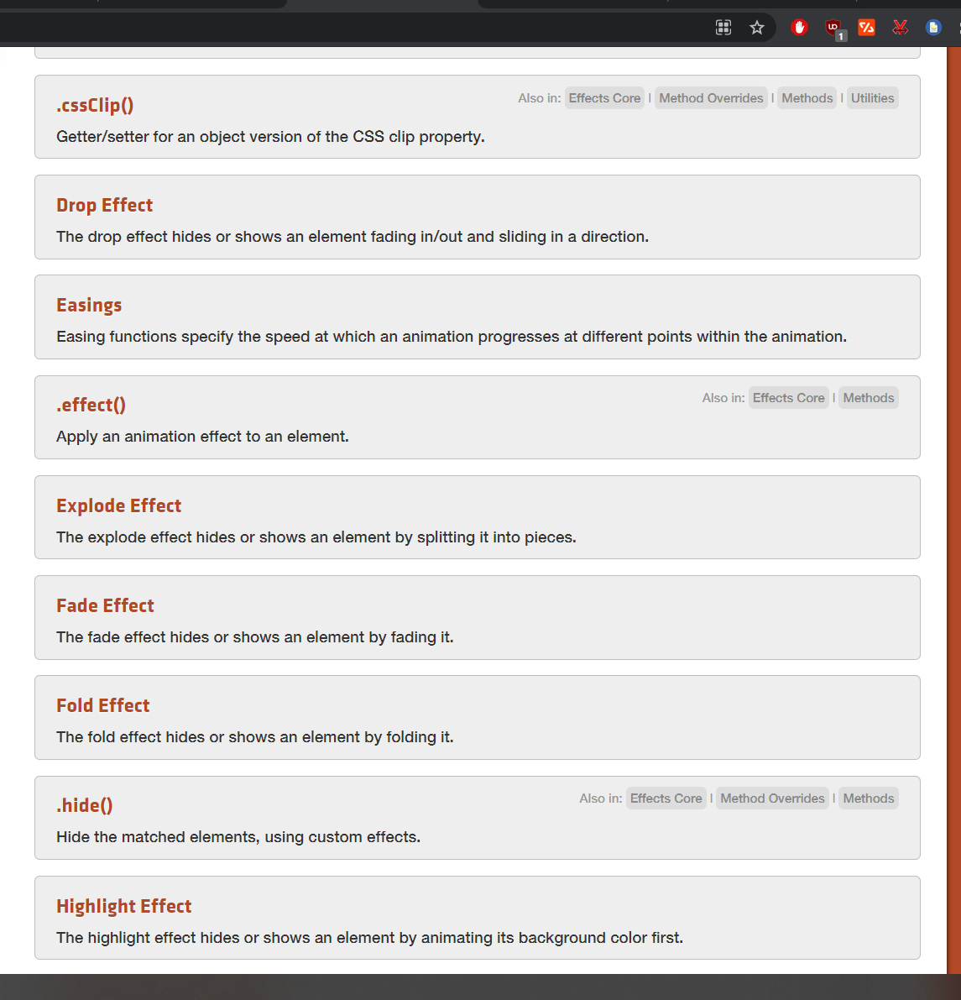 UO
1
.cssClip()
Also in: Effects Core | Method Overrides | Methods | Utilities
Getter/setter for an object version of the CSS clip property.
Drop Effect
The drop effect hides or shows an element fading in/out and sliding in a direction.
Easings
Easing functions specify the speed at which an animation progresses at different points within the animation.
.effect()
Also in: Effects Core | Methods
Apply an animation effect to an element.
Explode Effect
The explode effect hides or shows an element by splitting it into pieces.
Fade Effect
The fade effect hides or shows an element by fading it.
Fold Effect
The fold effect hides or shows an element by folding it.
.hide()
Also in: Effects Core | Method Overrides | Methods
Hide the matched elements, using custom effects.
Highlight Effect
The highlight effect hides or shows an element by animating its background color first.